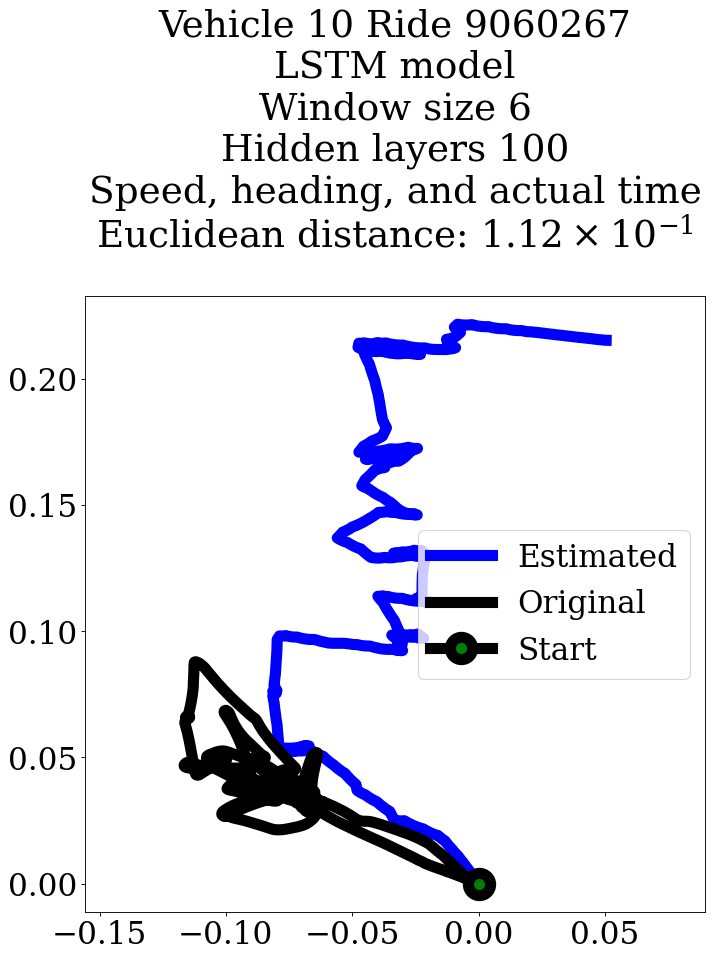 Vehicle 10 Ride 9060267
LSTM model
Window size 6
Hidden layers 100
Speed, heading, and actual time
Euclidean distance: 1.12 × 10⁻¹
0.20
0.15
0.10
0.05
0.00
Estimated
Original
Start
−0.15 −0.10 −0.05 0.00 0.05